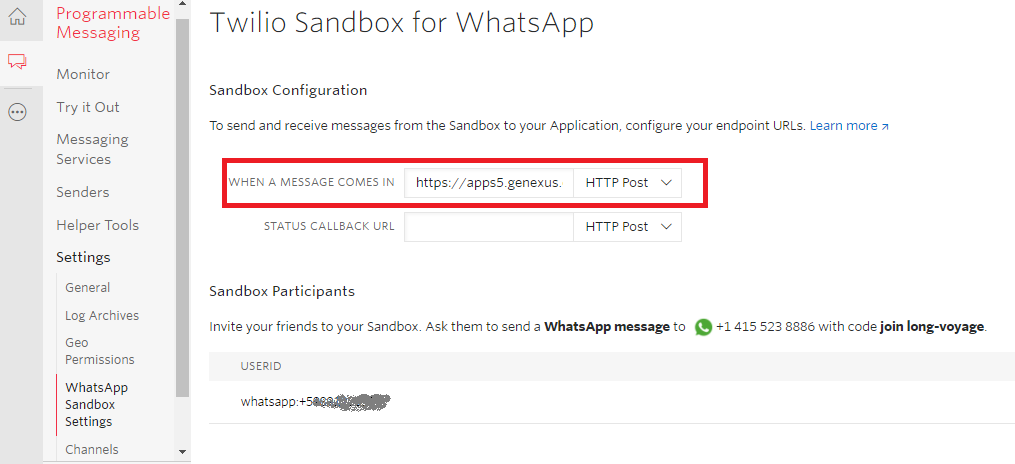 Programmable
Messaging
Monitor
Try it Out
Messaging
Services
Senders
Helper Tools
Settings
General
Log Archives
Geo
Permissions
WhatsApp
Sandbox
Settings
Channels
Twilio Sandbox for WhatsApp
Sandbox Configuration
To send and receive messages from the Sandbox to your Application, configure your endpoint URLs. Learn more
WHEN A MESSAGE COMES IN https://apps5.genexus. HTTP Post
STATUS CALLBACK URL HTTP Post
Sandbox Participants
Invite your friends to your Sandbox. Ask them to send a WhatsApp message to +1 415 523 8886 with code join long-voyage.
USERID
whatsapp:+5